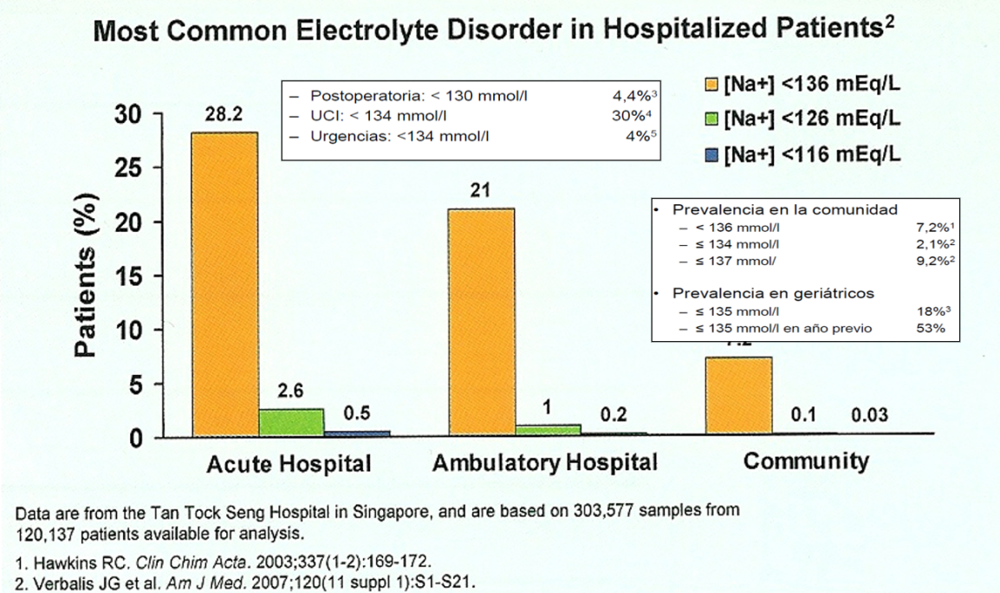 Most Common Electrolyte Disorder in Hospitalized Patients²
– Postoperatoria: < 130 mmol/l 4,4%³
– UCI: < 134 mmol/l 30%⁴
– Urgencias: <134 mmol/l 4%⁵
[Na+] <136 mEq/L
[Na+] <126 mEq/L
[Na+] <116 mEq/L
• Prevalencia en la comunidad
– < 136 mmol/l 7,2%¹
– ≤ 134 mmol/l 2,1%²
– ≤ 137 mmol/ 9,2%²
• Prevalencia en geriátricos
– ≤ 135 mmol/l 18%³
– ≤ 135 mmol/l en año previo 53%
Patients (%)
30
25
20
15
10
5
0
28.2
2.6
0.5
21
1
0.2
0.1
0.03
Acute Hospital
Ambulatory Hospital
Community
Data are from the Tan Tock Seng Hospital in Singapore, and are based on 303,577 samples from
120,137 patients available for analysis.
1. Hawkins RC. Clin Chim Acta. 2003;337(1-2):169-172.
2. Verbalis JG et al. Am J Med. 2007;120(11 suppl 1):S1-S21.